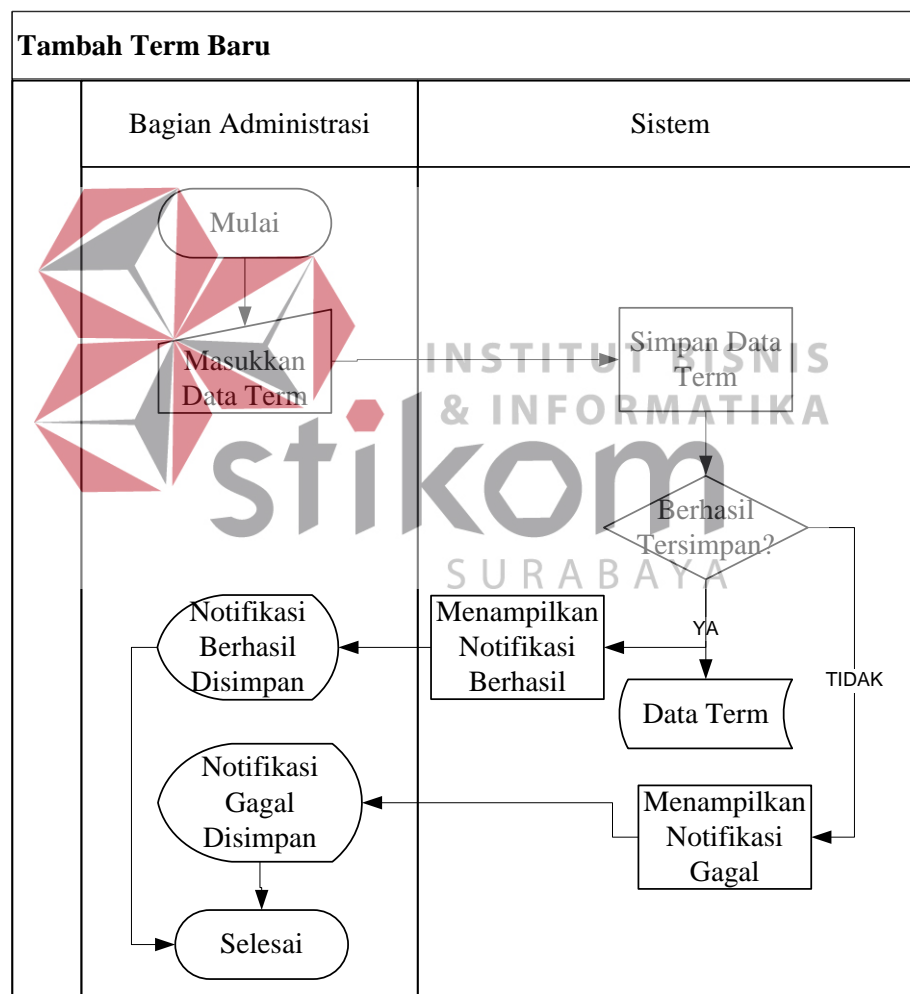 Tambah Term Baru
Bagian Administrasi
Sistem
Mulai
Masukkan
Data Term
Simpan Data
Term
INSTITUT BISNIS
& INFORMATIKA
stikom
SURABAYA
Berhasil
Tersimpan?
YA
TIDAK
Notifikasi
Berhasil
Disimpan
Menampilkan
Notifikasi
Berhasil
Data Term
Notifikasi
Gagal
Disimpan
Menampilkan
Notifikasi
Gagal
Selesai